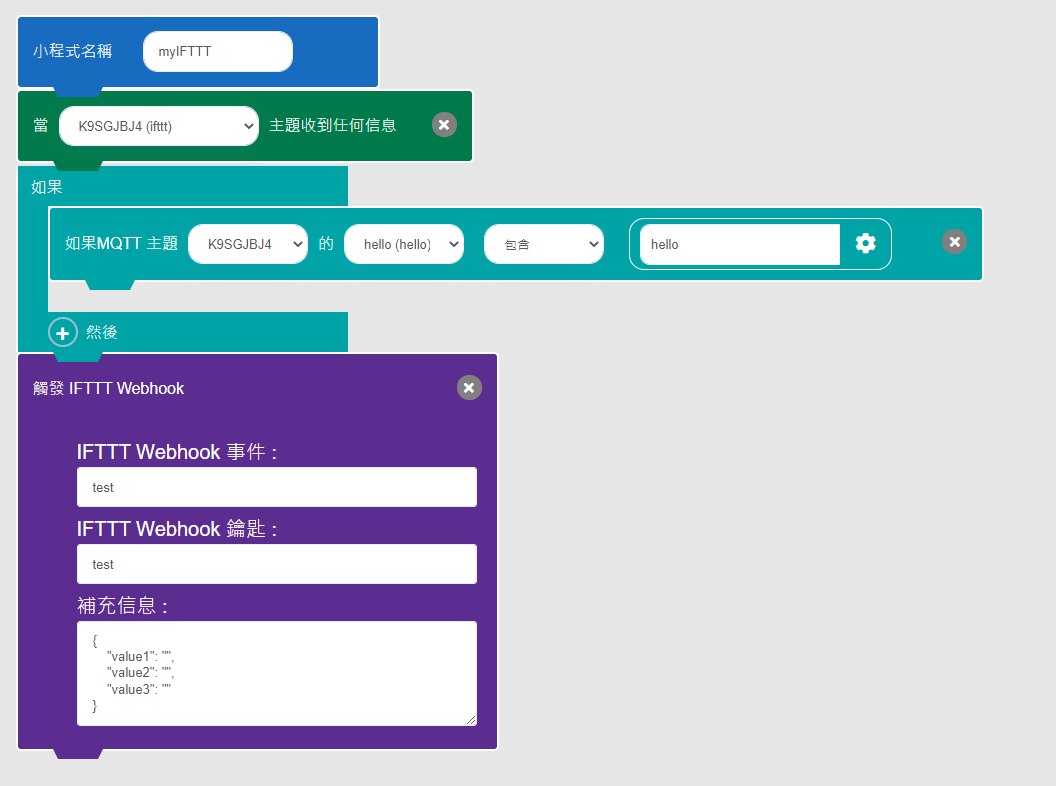 小程式名稱 myIFTTT
當 K9SGJBJ4 (ifttt) 主題收到任何信息
如果
如果MQTT 主題 K9SGJBJ4 的 hello (hello) 包含 hello
然後
觸發 IFTTT Webhook
IFTTT Webhook 事件 :
test
IFTTT Webhook 鑰匙 :
test
補充信息 :
{
"value1": "",
"value2": "",
"value3": ""
}